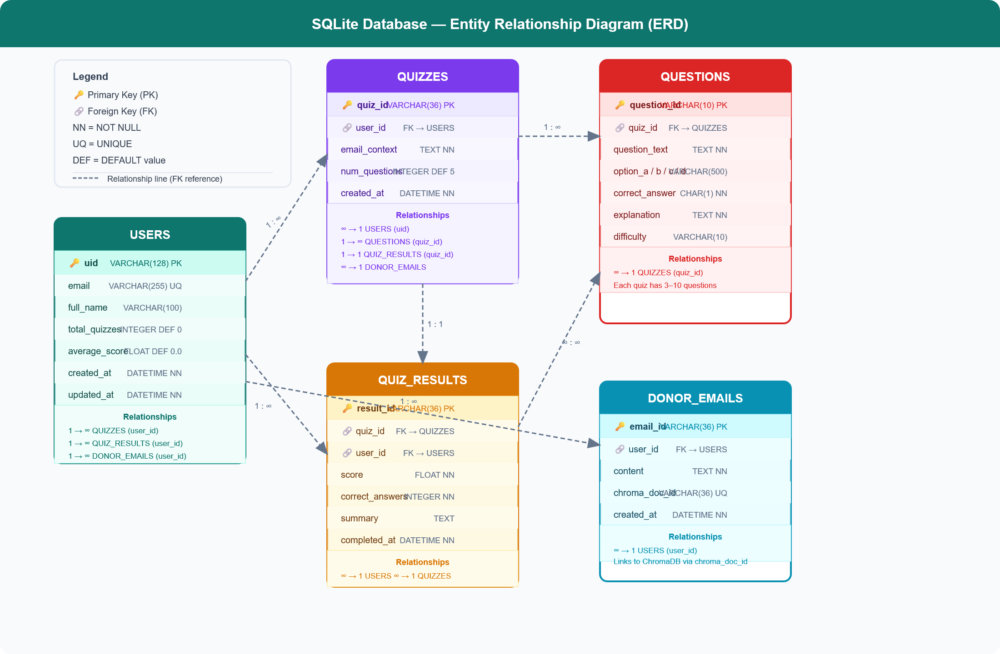 SQLite Database — Entity Relationship Diagram (ERD)
Legend
🔑 Primary Key (PK)
🔗 Foreign Key (FK)
NN = NOT NULL
UQ = UNIQUE
DEF = DEFAULT value
Relationship line (FK reference)
QUIZZES
🔑 quiz_id VARCHAR(36) PK
🔗 user_id FK → USERS
email_context TEXT NN
num_questions INTEGER DEF 5
created_at DATETIME NN
Relationships
∞ → 1 USERS (uid)
1 → ∞ QUESTIONS (quiz_id)
1 → 1 QUIZ_RESULTS (quiz_id)
∞ → 1 DONOR_EMAILS
1 : ∞
QUESTIONS
🔑 question_id VARCHAR(10) PK
🔗 quiz_id FK → QUIZZES
question_text TEXT NN
option_a / b / c / d VARCHAR(500)
correct_answer CHAR(1) NN
explanation TEXT NN
difficulty VARCHAR(10)
Relationships
∞ → 1 QUIZZES (quiz_id)
Each quiz has 3–10 questions
1 : ∞
USERS
🔑 uid VARCHAR(128) PK
email VARCHAR(255) UQ
full_name VARCHAR(100)
total_quizzes INTEGER DEF 0
average_score FLOAT DEF 0.0
created_at DATETIME NN
updated_at DATETIME NN
Relationships
1 → ∞ QUIZZES (user_id)
1 → ∞ QUIZ_RESULTS (user_id)
1 → ∞ DONOR_EMAILS (user_id)
1 : 1
∞ : ∞
1 : ∞
1 : ∞
QUIZ_RESULTS
🔑 result_id VARCHAR(36) PK
🔗 quiz_id FK → QUIZZES
🔗 user_id FK → USERS
score FLOAT NN
correct_answers INTEGER NN
summary TEXT
completed_at DATETIME NN
Relationships
∞ → 1 USERS ∞ → 1 QUIZZES
DONOR_EMAILS
🔑 email_id VARCHAR(36) PK
🔗 user_id FK → USERS
content TEXT NN
chroma_doc_id VARCHAR(36) UQ
created_at DATETIME NN
Relationships
∞ → 1 USERS (user_id)
Links to ChromaDB via chroma_doc_id